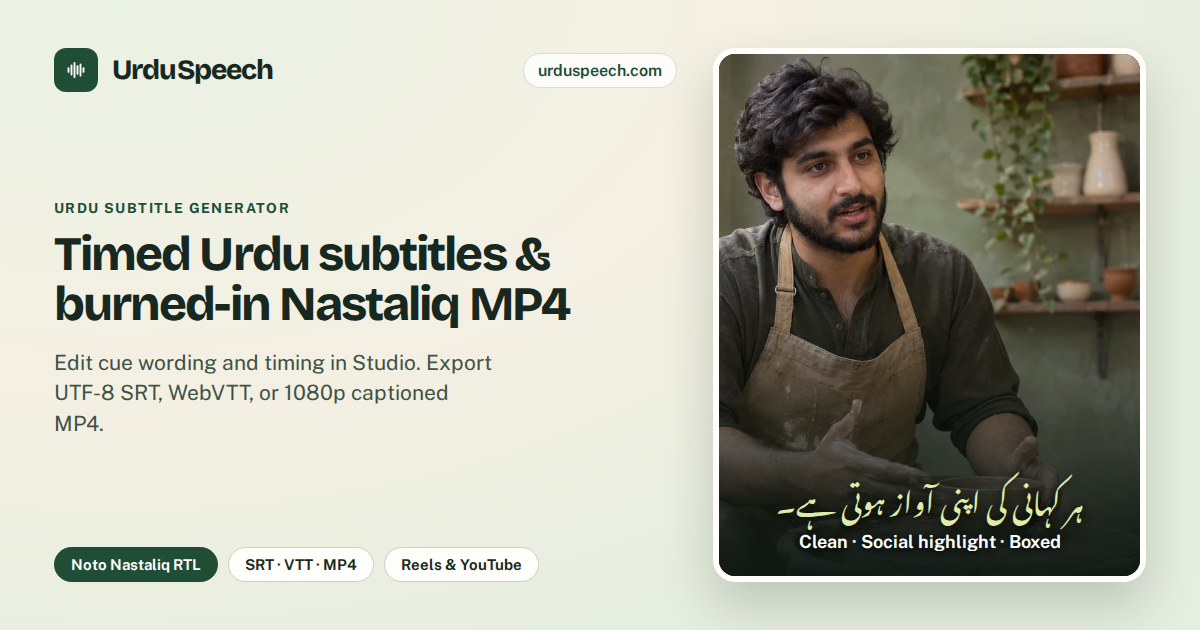 UrduSpeech
urduspeech.com
URDU SUBTITLE GENERATOR
Timed Urdu subtitles &
burned-in Nastaliq MP4
Edit cue wording and timing in Studio. Export
UTF-8 SRT, WebVTT, or 1080p captioned
MP4.
Noto Nastaliq RTL
SRT · VTT · MP4
Reels & YouTube
ہر کہانی کی اپنی آواز ہوتی ہے۔
Clean · Social highlight · Boxed